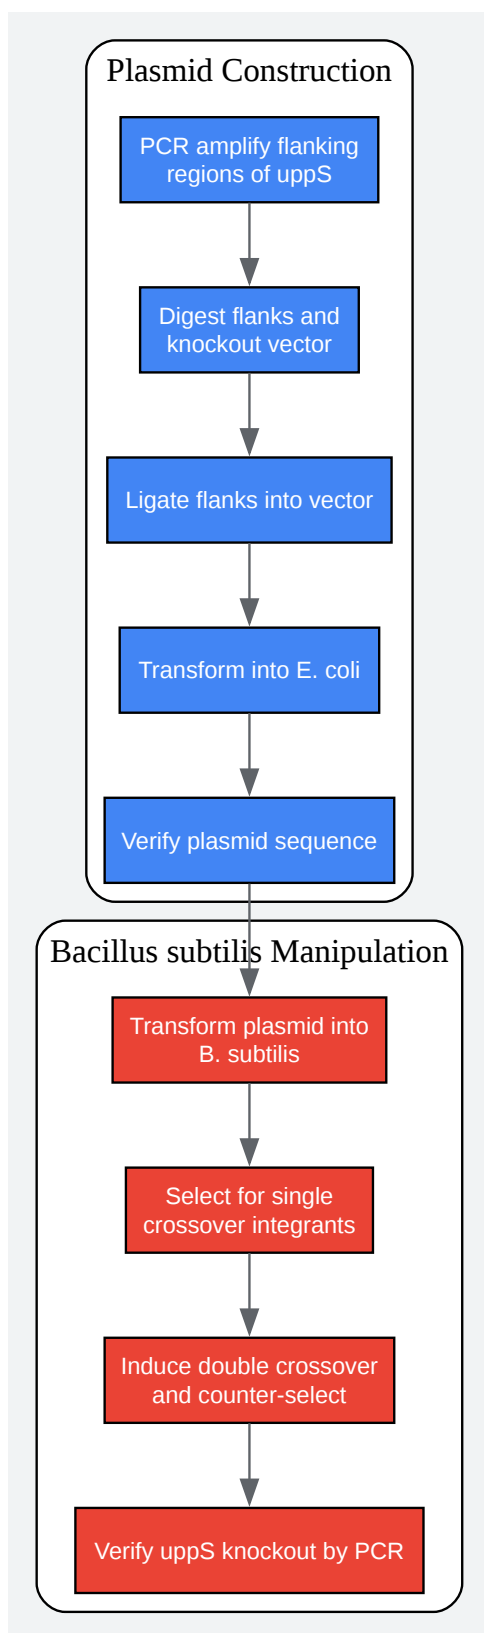 Plasmid Construction
PCR amplify flanking
regions of uppS
Digest flanks and
knockout vector
Ligate flanks into vector
Transform into E. coli
Verify plasmid sequence
Bacillus subtilis Manipulation
Transform plasmid into
B. subtilis
Select for single
crossover integrants
Induce double crossover
and counter-select
Verify uppS knockout by PCR